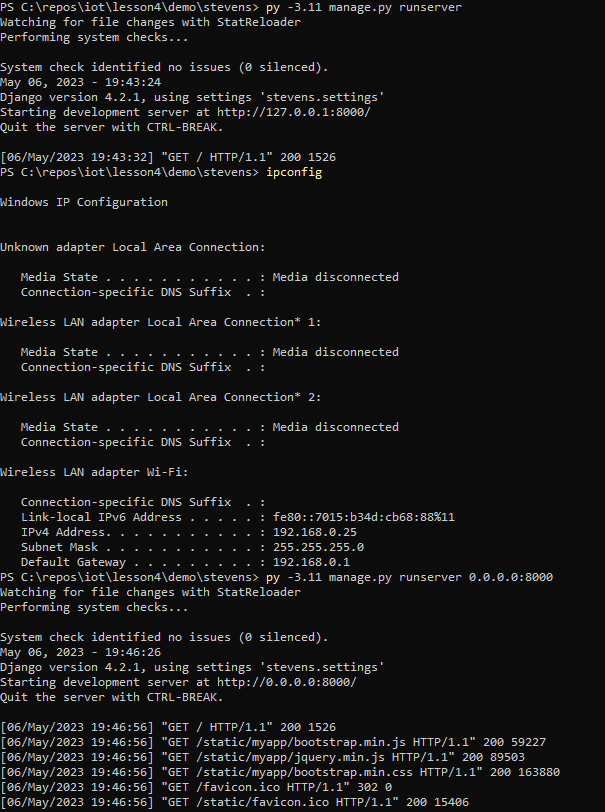 PS C:\repos\iot\lesson4\demo\stevens> py -3.11 manage.py runserver
Watching for file changes with StatReloader
Performing system checks...
System check identified no issues (0 silenced).
May 06, 2023 - 19:43:24
Django version 4.2.1, using settings 'stevens.settings'
Starting development server at http://127.0.0.1:8000/
Quit the server with CTRL-BREAK.
[06/May/2023 19:43:32] "GET / HTTP/1.1" 200 1526
PS C:\repos\iot\lesson4\demo\stevens> ipconfig
Windows IP Configuration
Unknown adapter Local Area Connection:
Media State . . . . . . . . . . . : Media disconnected
Connection-specific DNS Suffix  . :
Wireless LAN adapter Local Area Connection* 1:
Media State . . . . . . . . . . . : Media disconnected
Connection-specific DNS Suffix  . :
Wireless LAN adapter Local Area Connection* 2:
Media State . . . . . . . . . . . : Media disconnected
Connection-specific DNS Suffix  . :
Wireless LAN adapter Wi-Fi:
Connection-specific DNS Suffix  . :
Link-local IPv6 Address . . . . . : fe80::7015:b34d:cb68:88%11
IPv4 Address. . . . . . . . . . . : 192.168.0.25
Subnet Mask . . . . . . . . . . . : 255.255.255.0
Default Gateway . . . . . . . . . : 192.168.0.1
PS C:\repos\iot\lesson4\demo\stevens> py -3.11 manage.py runserver 0.0.0.0:8000
Watching for file changes with StatReloader
Performing system checks...
System check identified no issues (0 silenced).
May 06, 2023 - 19:46:26
Django version 4.2.1, using settings 'stevens.settings'
Starting development server at http://0.0.0.0:8000/
Quit the server with CTRL-BREAK.
[06/May/2023 19:46:56] "GET / HTTP/1.1" 200 1526
[06/May/2023 19:46:56] "GET /static/myapp/bootstrap.min.js HTTP/1.1" 200 59227
[06/May/2023 19:46:56] "GET /static/myapp/jquery.min.js HTTP/1.1" 200 89503
[06/May/2023 19:46:56] "GET /static/myapp/bootstrap.min.css HTTP/1.1" 200 163880
[06/May/2023 19:46:56] "GET /favicon.ico HTTP/1.1" 302 0
[06/May/2023 19:46:56] "GET /static/favicon.ico HTTP/1.1" 200 15406